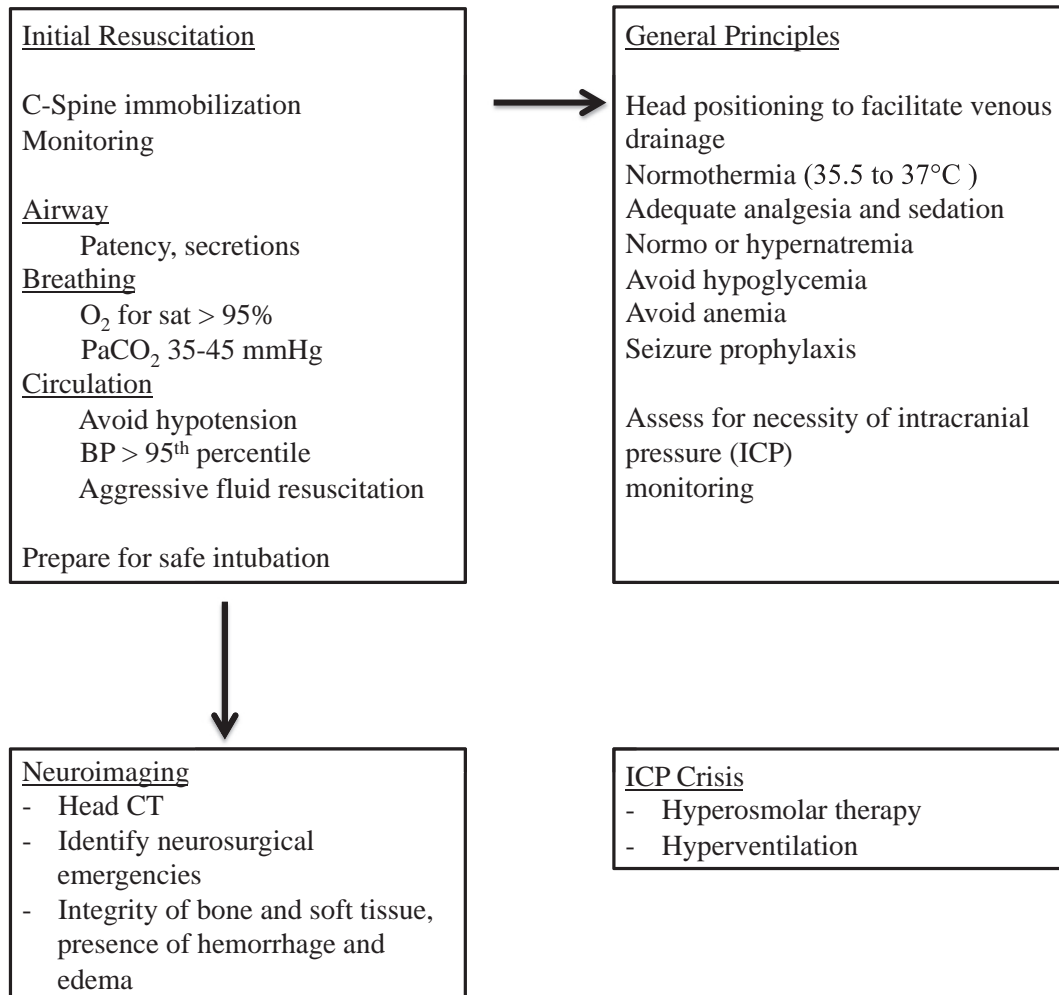 Initial Resuscitation
C-Spine immobilization
Monitoring
Airway
Patency, secretions
Breathing
O₂ for sat > 95%
PaCO₂ 35-45 mmHg
Circulation
Avoid hypotension
BP > 95ᵗʰ percentile
Aggressive fluid resuscitation
Prepare for safe intubation
General Principles
Head positioning to facilitate venous
drainage
Normothermia (35.5 to 37°C )
Adequate analgesia and sedation
Normo or hypernatremia
Avoid hypoglycemia
Avoid anemia
Seizure prophylaxis
Assess for necessity of intracranial
pressure (ICP)
monitoring
Neuroimaging
- Head CT
- Identify neurosurgical
emergencies
- Integrity of bone and soft tissue,
presence of hemorrhage and
edema
ICP Crisis
- Hyperosmolar therapy
- Hyperventilation